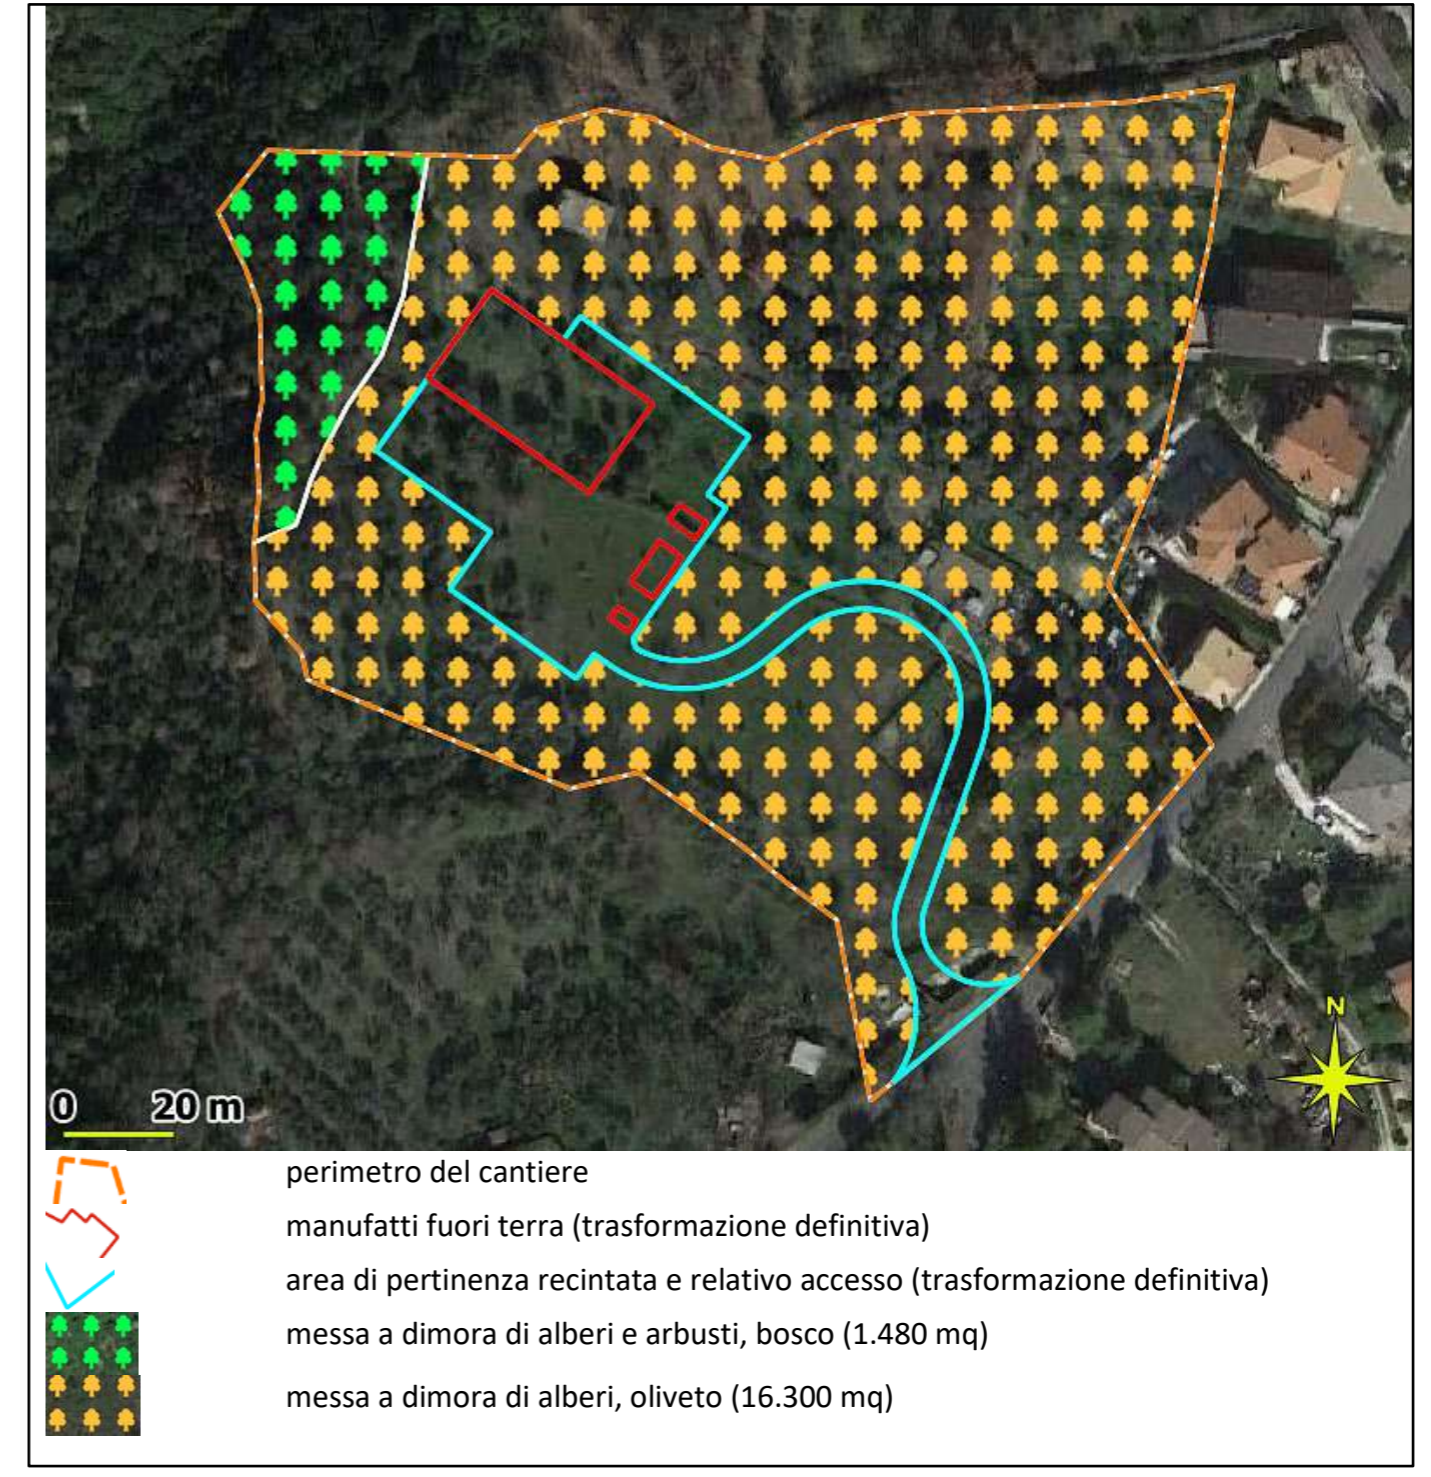 N
0 20 m
perimetro del cantiere
manufatti fuori terra (trasformazione definitiva)
area di pertinenza recintata e relativo accesso (trasformazione definitiva)
messa a dimora di alberi e arbusti, bosco (1.480 mq)
messa a dimora di alberi, oliveto (16.300 mq)